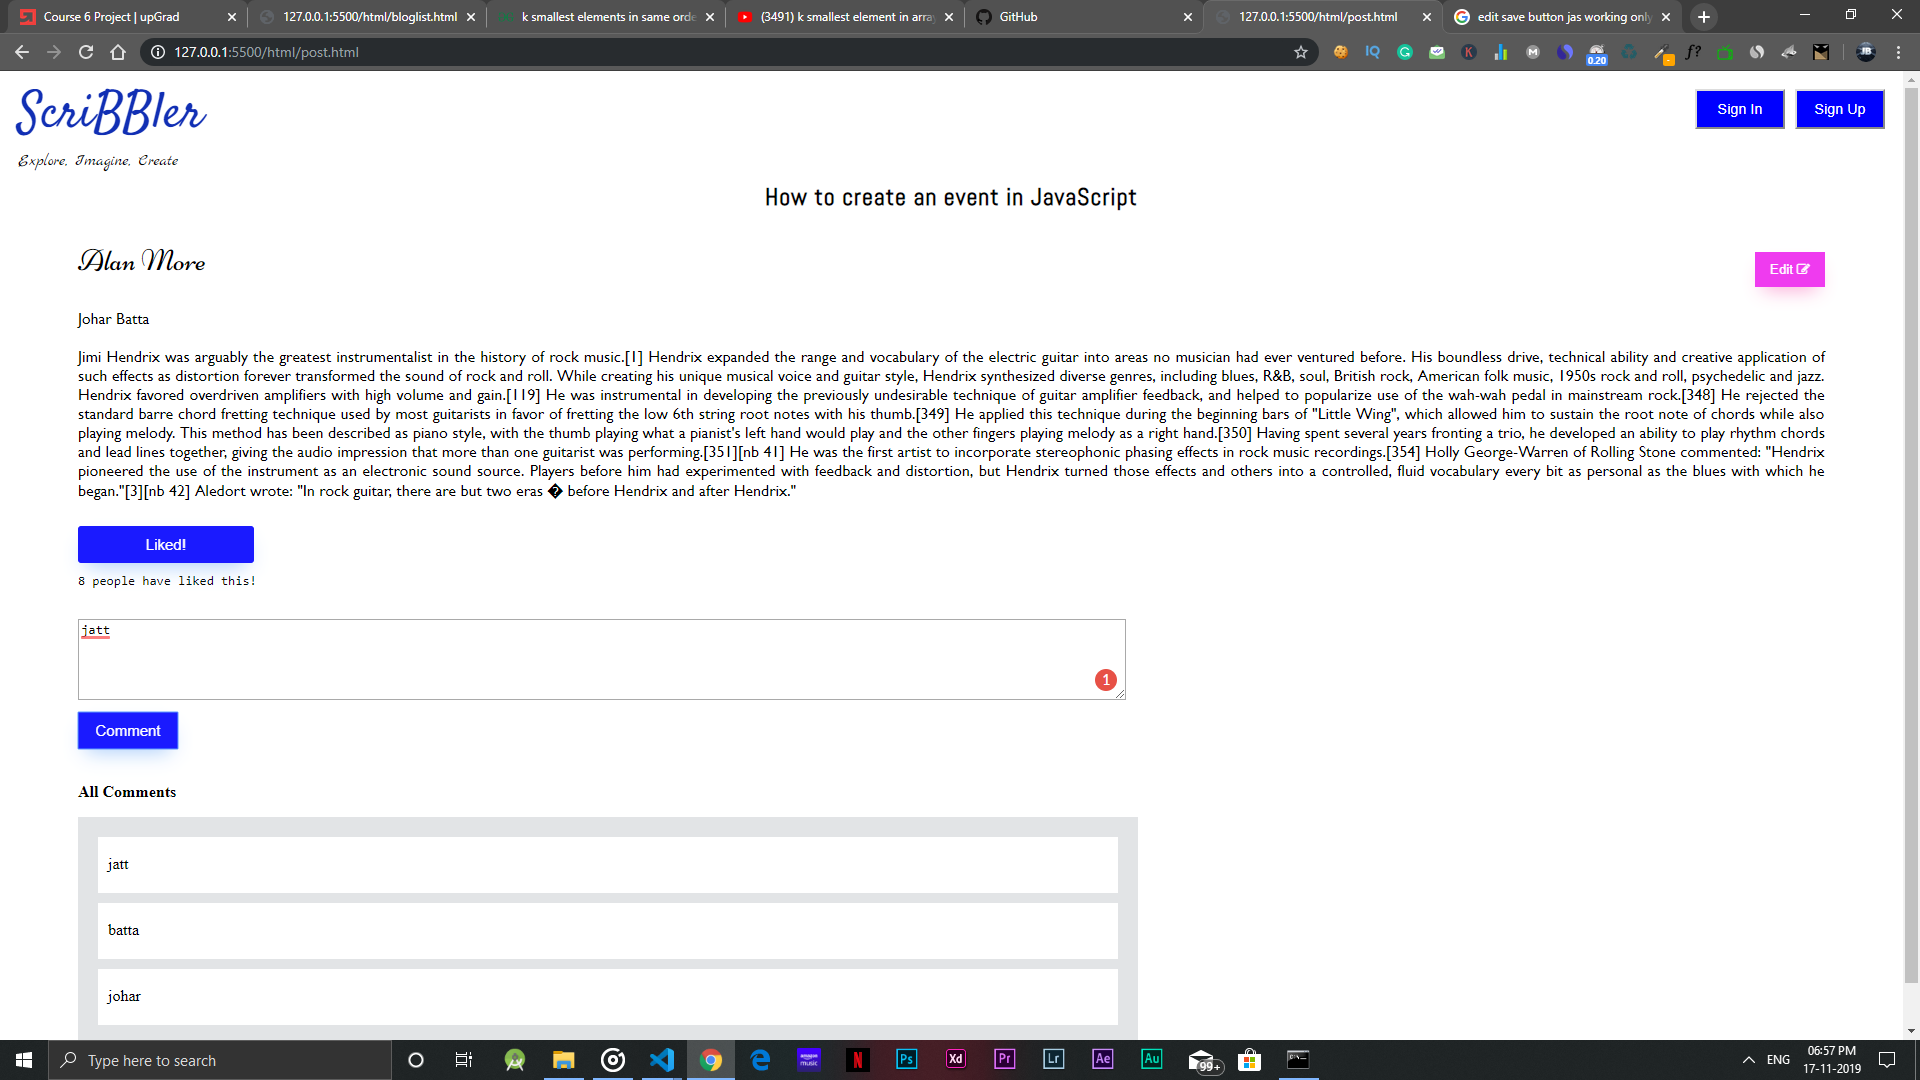 Course 6 Project | upGrad
127.0.0.1:5500/html/bloglist.html
k smallest elements in same orde
(3491) k smallest element in array
GitHub
127.0.0.1:5500/html/post.html
edit save button jas working only
127.0.0.1:5500/html/post.html
IQ
0.20
f?
JB
ScriBBler
Sign In
Sign Up
Explore, Imagine, Create
How to create an event in JavaScript
Alan More
Edit
Johar Batta
Jimi Hendrix was arguably the greatest instrumentalist in the history of rock music.[1] Hendrix expanded the range and vocabulary of the electric guitar into areas no musician had ever ventured before. His boundless drive, technical ability and creative application of
such effects as distortion forever transformed the sound of rock and roll. While creating his unique musical voice and guitar style, Hendrix synthesized diverse genres, including blues, R&B, soul, British rock, American folk music, 1950s rock and roll, psychedelic and jazz.
Hendrix favored overdriven amplifiers with high volume and gain.[119] He was instrumental in developing the previously undesirable technique of guitar amplifier feedback, and helped to popularize use of the wah-wah pedal in mainstream rock.[348] He rejected the
standard barre chord fretting technique used by most guitarists in favor of fretting the low 6th string root notes with his thumb.[349] He applied this technique during the beginning bars of "Little Wing", which allowed him to sustain the root note of chords while also
playing melody. This method has been described as piano style, with the thumb playing what a pianist's left hand would play and the other fingers playing melody as a right hand.[350] Having spent several years fronting a trio, he developed an ability to play rhythm chords
and lead lines together, giving the audio impression that more than one guitarist was performing.[351][nb 41] He was the first artist to incorporate stereophonic phasing effects in rock music recordings.[354] Holly George-Warren of Rolling Stone commented: "Hendrix
pioneered the use of the instrument as an electronic sound source. Players before him had experimented with feedback and distortion, but Hendrix turned those effects and others into a controlled, fluid vocabulary every bit as personal as the blues with which he
began."[3][nb 42] Aledort wrote: "In rock guitar, there are but two eras � before Hendrix and after Hendrix."
Liked!
8 people have liked this!
jatt
1
Comment
All Comments
jatt
batta
johar
Type here to search
amazon music
N
Ps
Xd
Pr
Lr
Ae
Au
99+
ENG
06:57 PM
17-11-2019